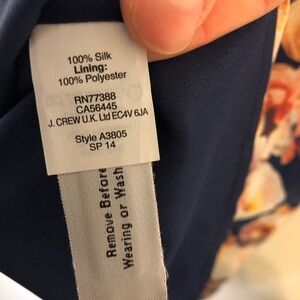 100% Silk
Lining:
100% Polyester
RN77388
CA56445
J. CREW U.K. Ltd EC4V 6JA
Style A3805
SP 14
Remove Before
Wearing or Wash